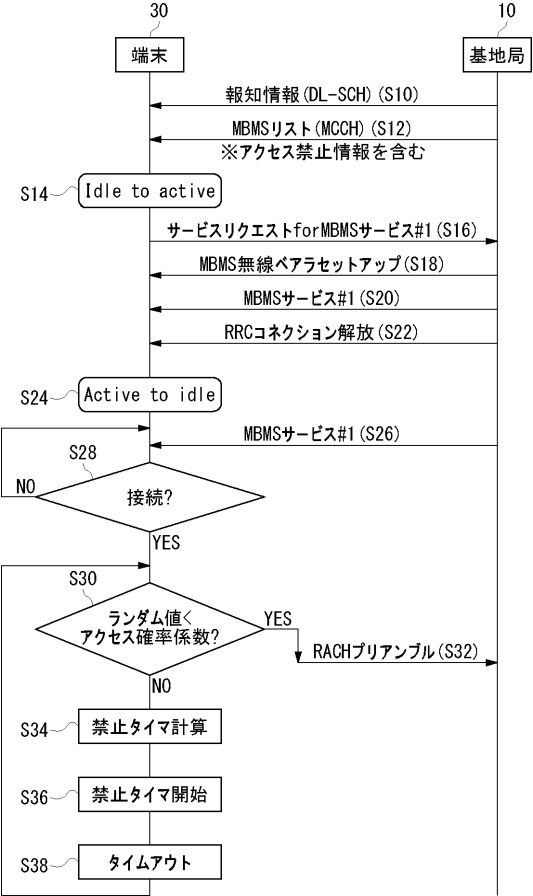 30
10
端末
基地局
報知情報(DL-SCH)(S10)
MBMSリスト(MCCH)(S12)
※アクセス禁止情報を含む
S14
Idle to active
サービスリクエストforMBMSサービス#1(S16)
MBMS無線ベアラセットアップ(S18)
MBMSサービス#1(S20)
RRCコネクション解放(S22)
S24
Active to idle
MBMSサービス#1(S26)
S28
NO
接続?
YES
S30
ランダム値<
アクセス確率係数?
YES
RACHプリアンブル(S32)
NO
S34
禁止タイマ計算
S36
禁止タイマ開始
S38
タイムアウト